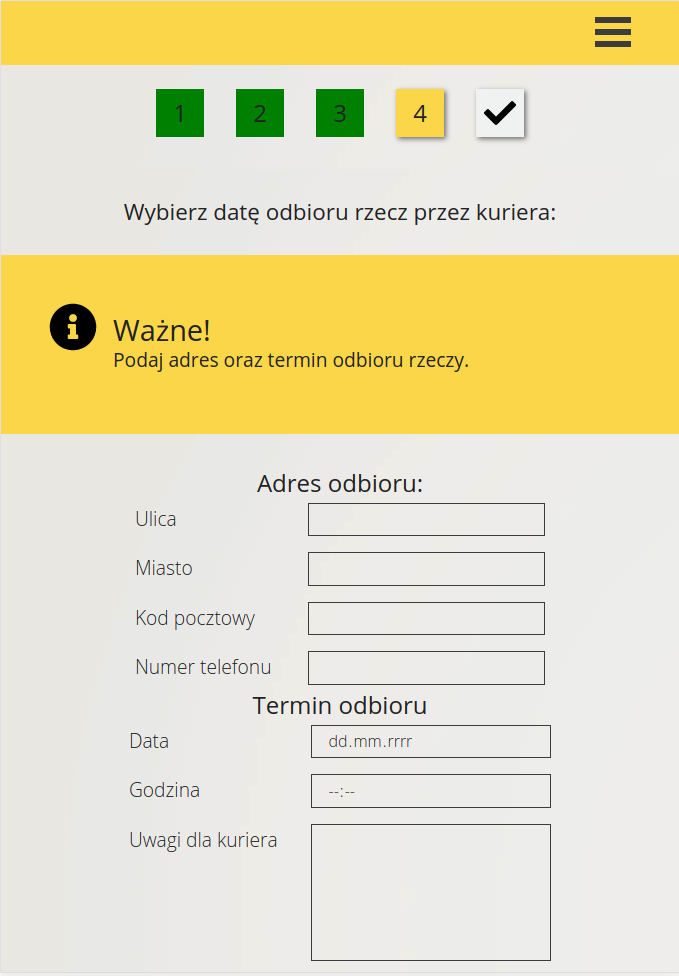 1 2 3 4
Wybierz datę odbioru rzecz przez kuriera:
Ważne!
Podaj adres oraz termin odbioru rzeczy.
Adres odbioru:
Ulica
Miasto
Kod pocztowy
Numer telefonu
Termin odbioru
Data dd.mm.rrrr
Godzina --:--
Uwagi dla kuriera